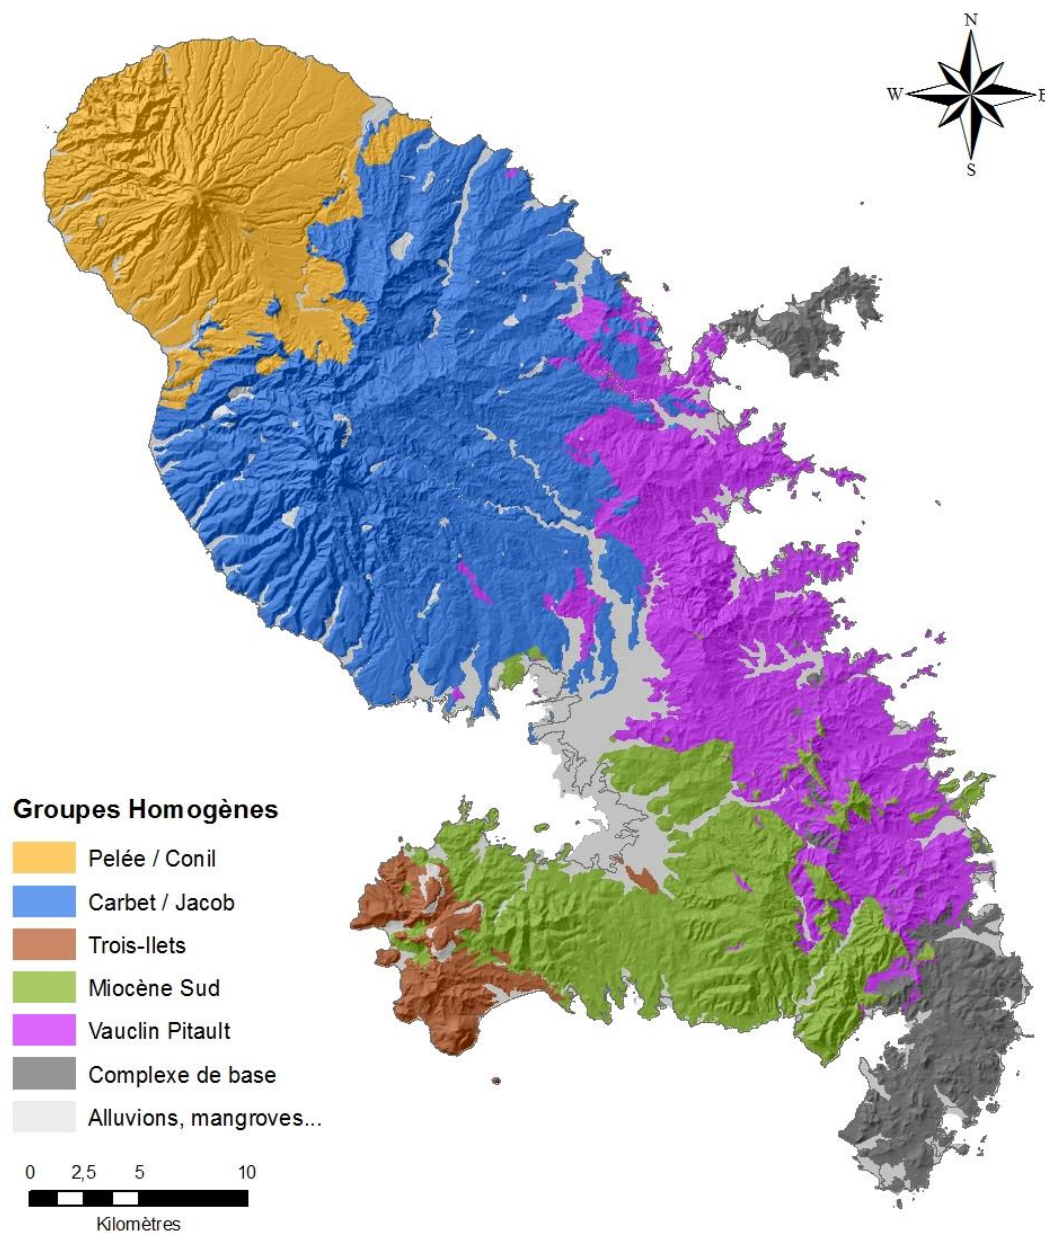 N
W E
S
Groupes Homogènes
Pelée / Conil
Carbet / Jacob
Trois-Ilets
Miocène Sud
Vauclin Pitault
Complexe de base
Alluvions, mangroves...
0 2,5 5 10
Kilomètres